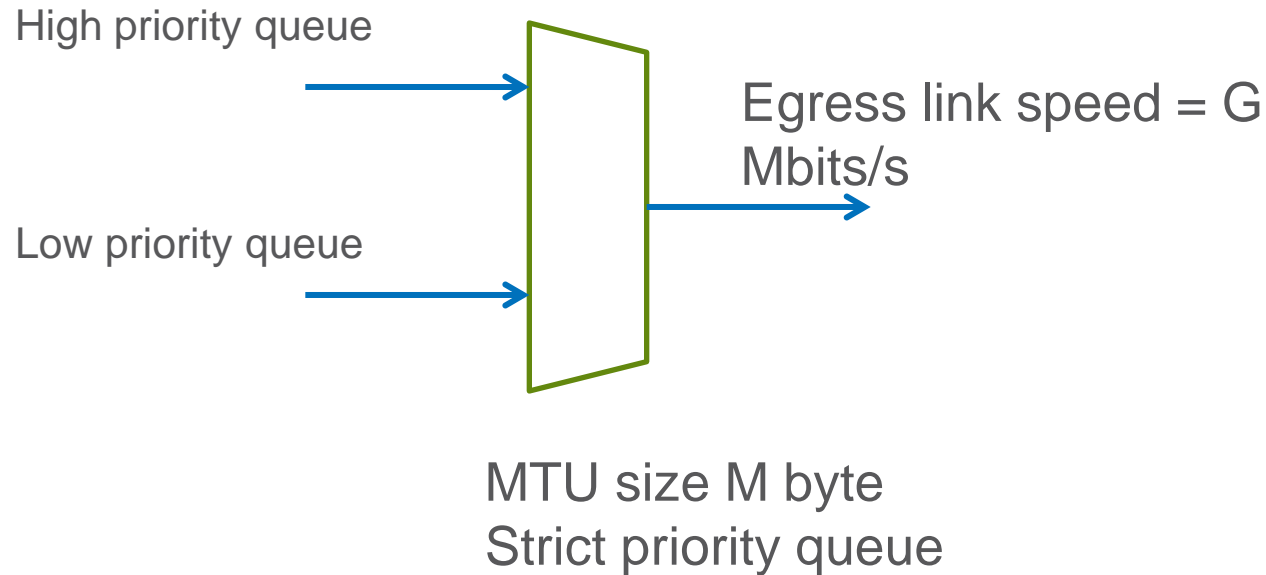 High priority queue
Egress link speed = G
Mbits/s
Low priority queue
MTU size M byte
Strict priority queue